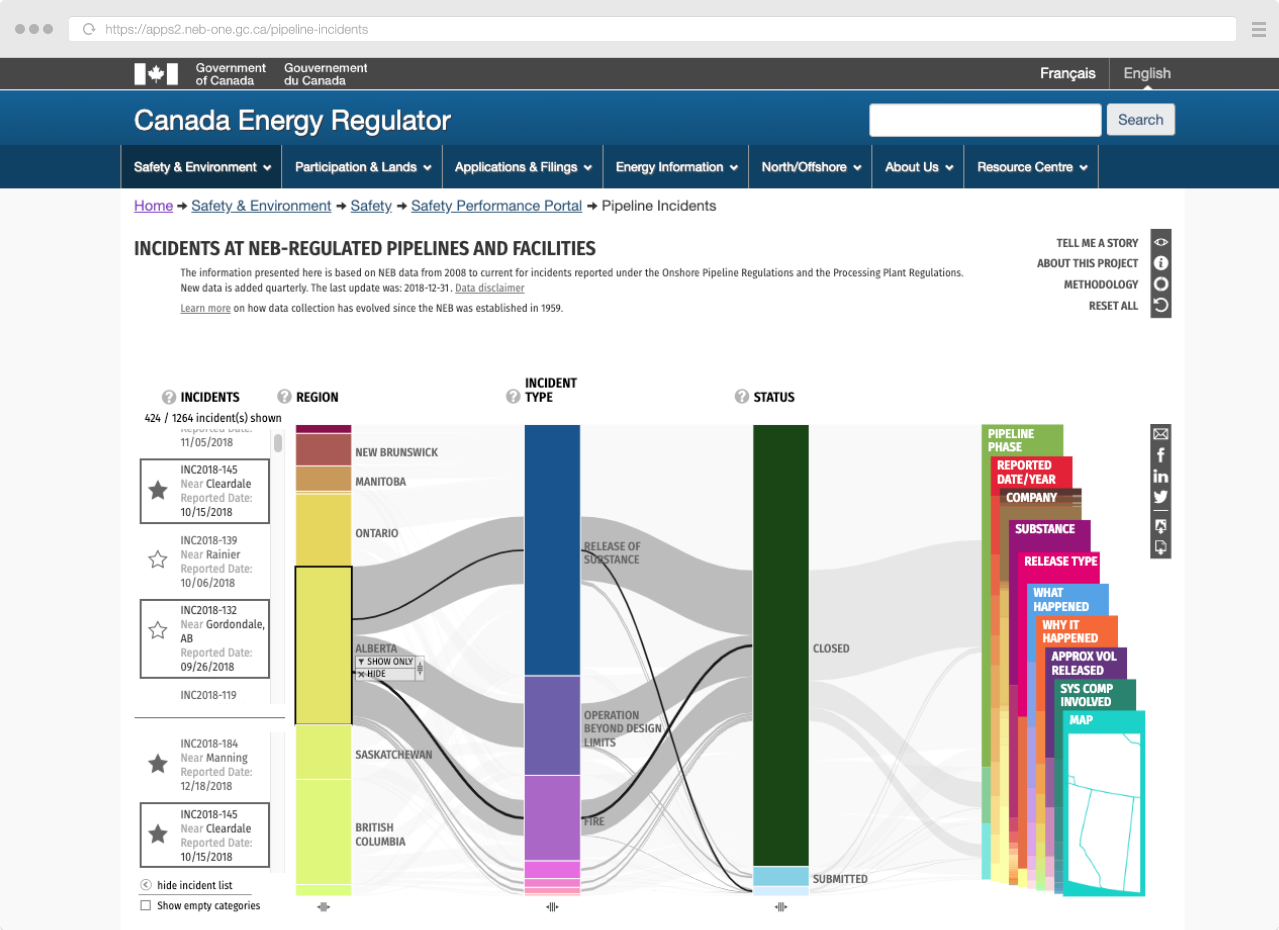 https://apps2.neb-one.gc.ca/pipeline-incidents
Government of Canada
Gouvernement du Canada
Français
English
Canada Energy Regulator
Search
Safety & Environment
Participation & Lands
Applications & Filings
Energy Information
North/Offshore
About Us
Resource Centre
Home → Safety & Environment → Safety → Safety Performance Portal → Pipeline Incidents
INCIDENTS AT NEB-REGULATED PIPELINES AND FACILITIES
The information presented here is based on NEB data from 2008 to current for incidents reported under the Onshore Pipeline Regulations and the Processing Plant Regulations.
New data is added quarterly. The last update was: 2018-12-31. Data disclaimer
Learn more on how data collection has evolved since the NEB was established in 1959.
TELL ME A STORY
ABOUT THIS PROJECT
METHODOLOGY
RESET ALL
? INCIDENTS
424 / 1264 incident(s) shown
Reported Date:
11/05/2018
INC2018-145
Near Cleardale
Reported Date:
10/15/2018
INC2018-139
Near Rainier
Reported Date:
10/06/2018
INC2018-132
Near Gordondale,
AB
Reported Date:
09/26/2018
INC2018-119
INC2018-184
Near Manning
Reported Date:
12/18/2018
INC2018-145
Near Cleardale
Reported Date:
10/15/2018
hide incident list
Show empty categories
? REGION
NEW BRUNSWICK
MANITOBA
ONTARIO
ALBERTA
SHOW ONLY
HIDE
SASKATCHEWAN
BRITISH
COLUMBIA
? INCIDENT
TYPE
RELEASE OF
SUBSTANCE
OPERATION
BEYOND DESIGN
LIMITS
FIRE
? STATUS
CLOSED
SUBMITTED
PIPELINE
PHASE
REPORTED
DATE/YEAR
COMPANY
SUBSTANCE
RELEASE TYPE
WHAT
HAPPENED
WHY IT
HAPPENED
APPROX VOL
RELEASED
SYS COMP
INVOLVED
MAP